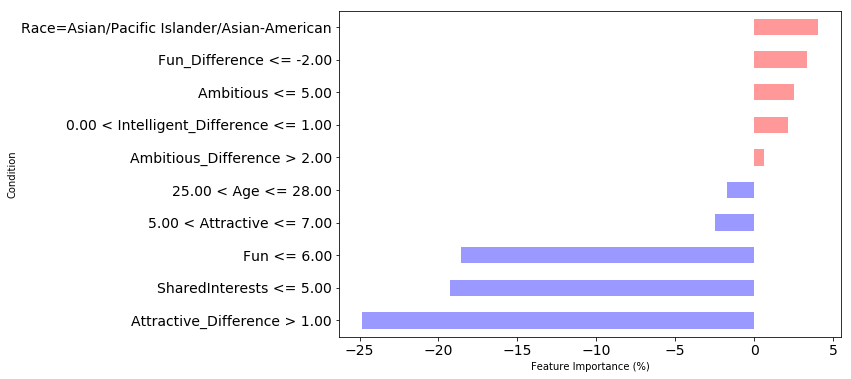 Race=Asian/Pacific Islander/Asian-American
Fun_Difference <= -2.00
Ambitious <= 5.00
0.00 < Intelligent_Difference <= 1.00
Ambitious_Difference > 2.00
25.00 < Age <= 28.00
5.00 < Attractive <= 7.00
Fun <= 6.00
SharedInterests <= 5.00
Attractive_Difference > 1.00
Condition
−25 −20 −15 −10 −5 0 5
Feature Importance (%)